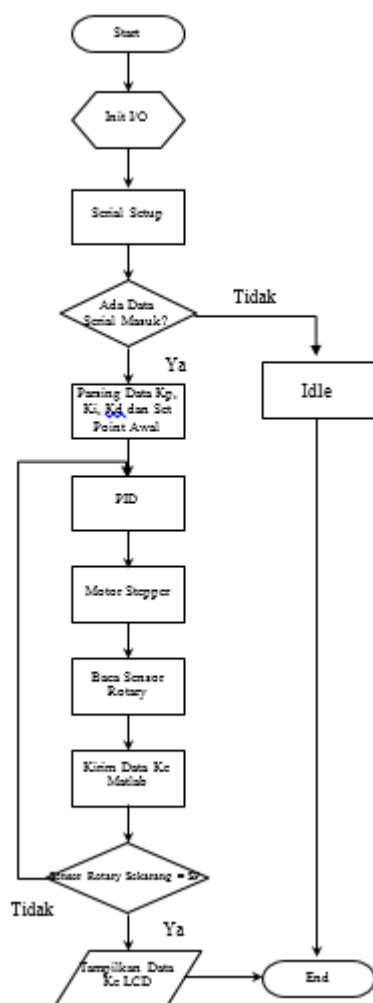 Start
Init I/O
Serial Setup
Ada Data
Serial Masuk?
Tidak
Ya
Idle
Parsing Data Kp,
Ki, Kd dan Set
Point Awal
PID
Motor Stepper
Baca Sensor
Rotary
Kirim Data Ke
Matlab
Sensor Rotary Sekarang =
Tidak
Ya
Tampilkan Data
Ke LCD
End